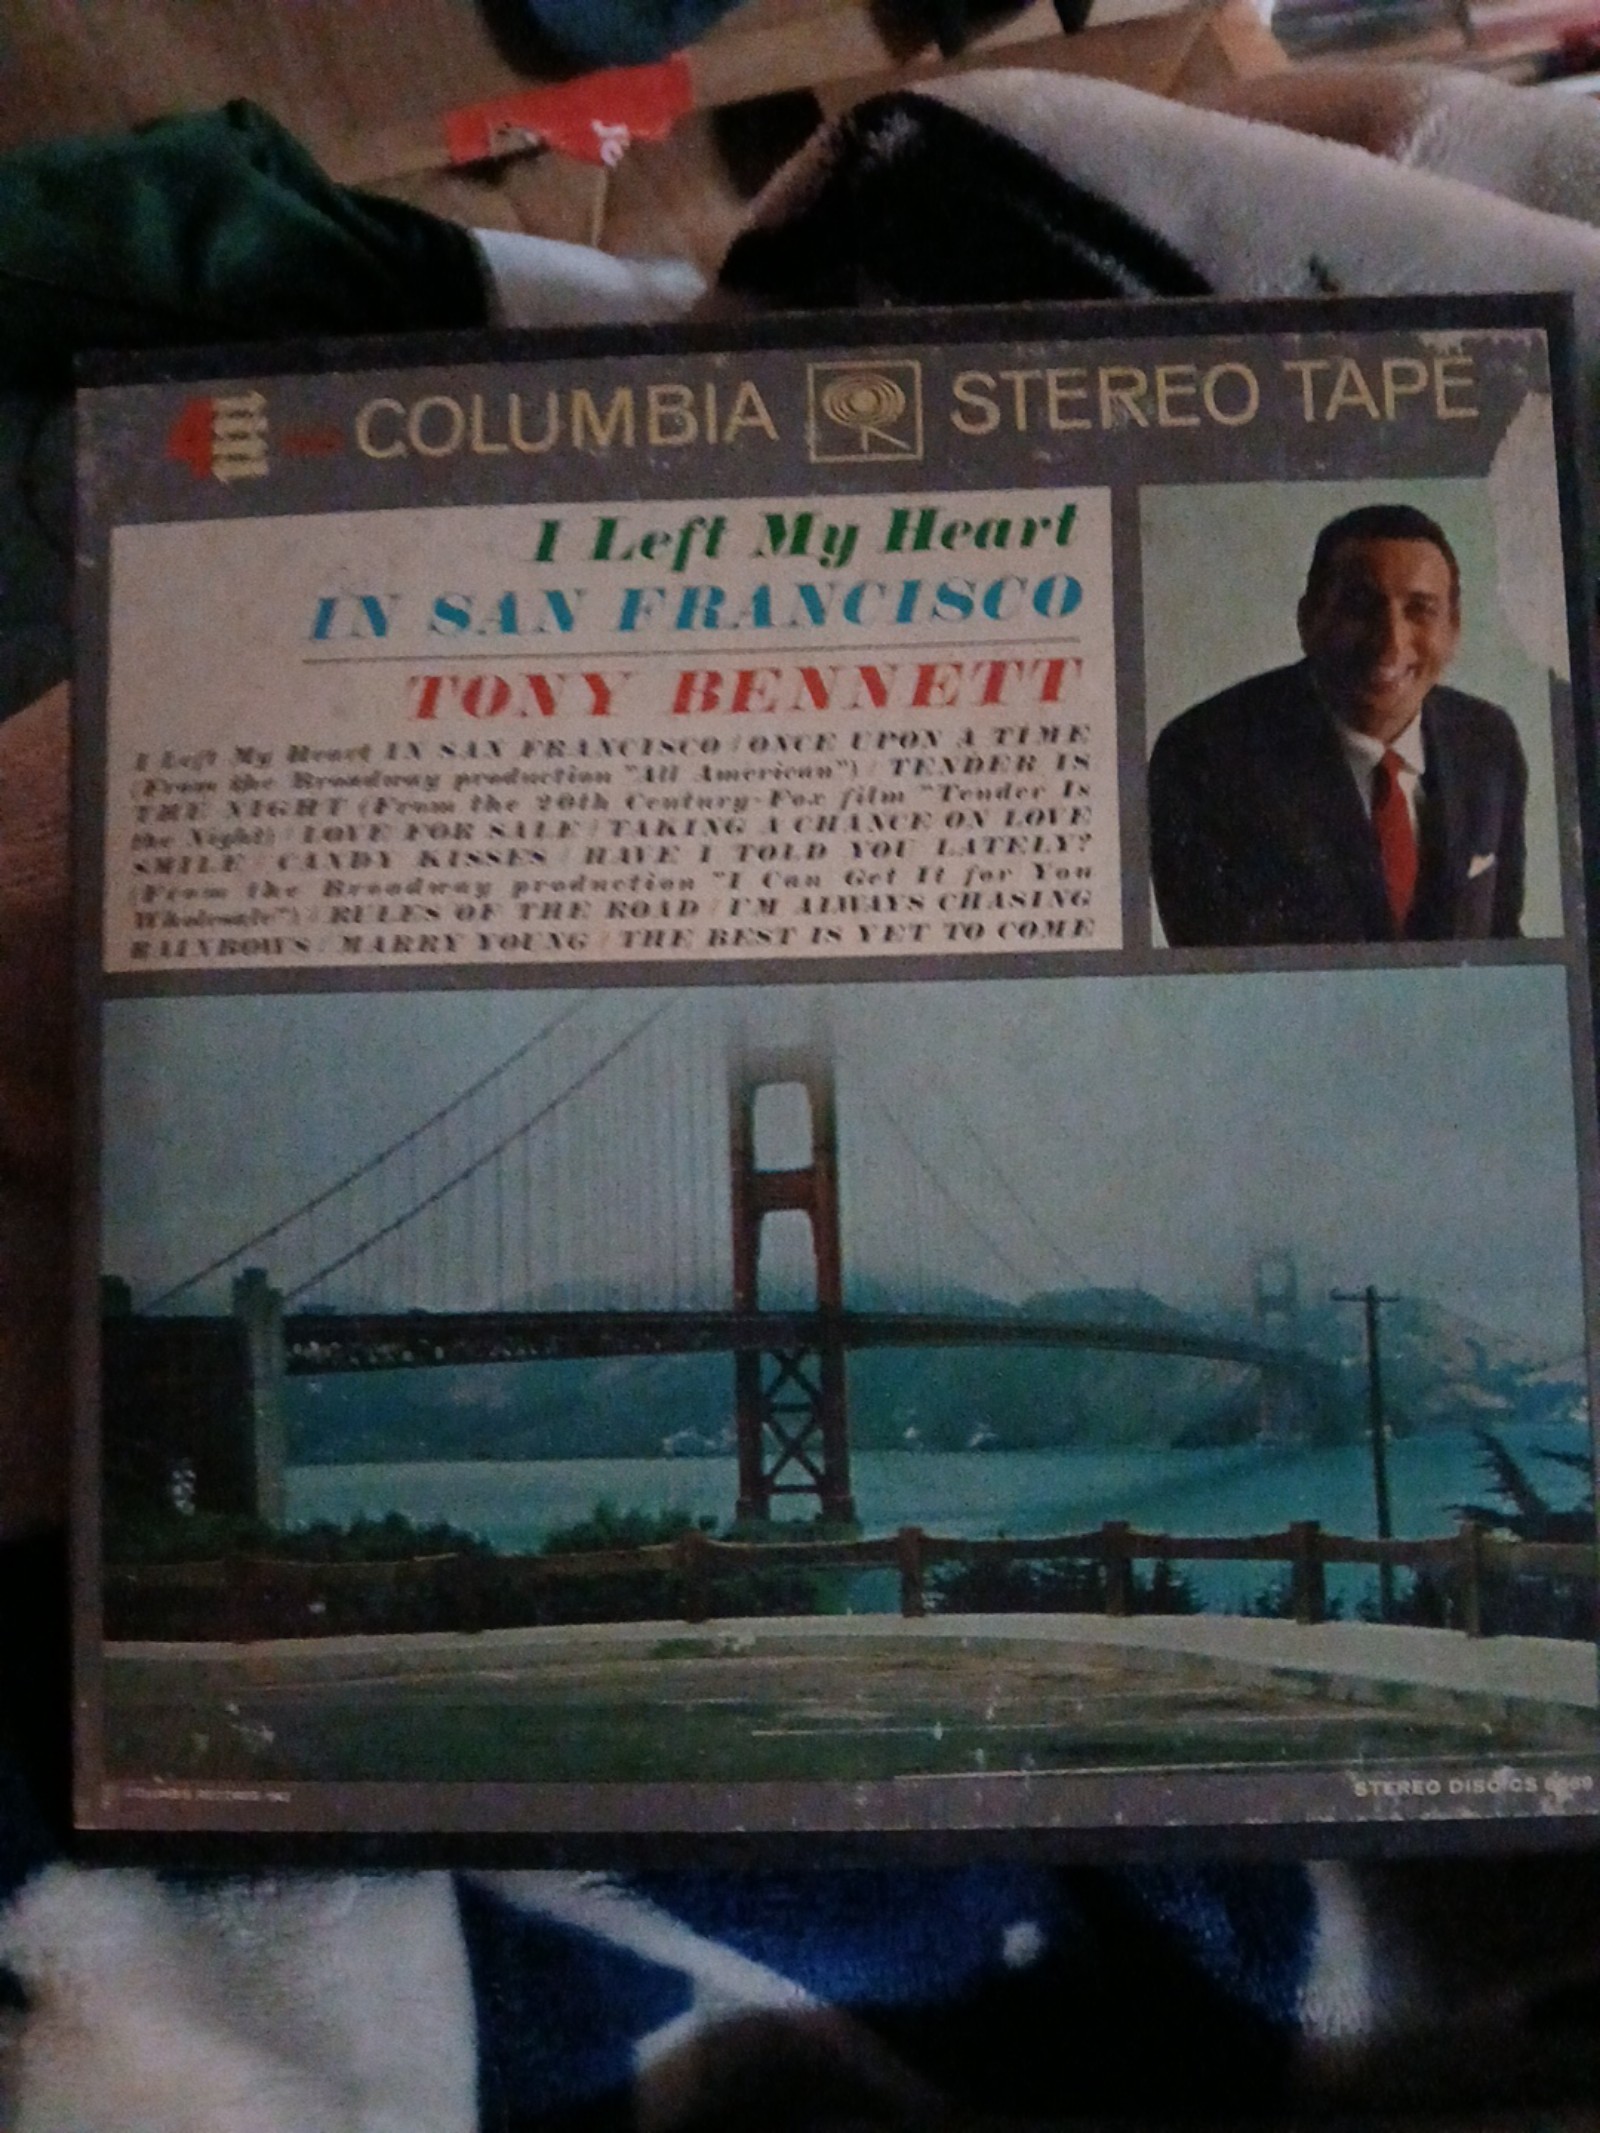 4
COLUMBIA STEREO TAPE
I Left My Heart
IN SAN FRANCISCO
TONY BENNETT
I Left My Heart IN SAN FRANCISCO / ONCE UPON A TIME
(From the Broadway production "All American") / TENDER IS
THE NIGHT (From the 20th Century-Fox film "Tender Is
the Night) / LOVE FOR SALE / TAKING A CHANCE ON LOVE
SMILE / CANDY KISSES / HAVE I TOLD YOU LATELY?
(From the Broadway production "I Can Get It for You
Wholesale") / RULES OF THE ROAD / I'M ALWAYS CHASING
RAINBOWS / MARRY YOUNG / THE BEST IS YET TO COME
STEREO DISC CS